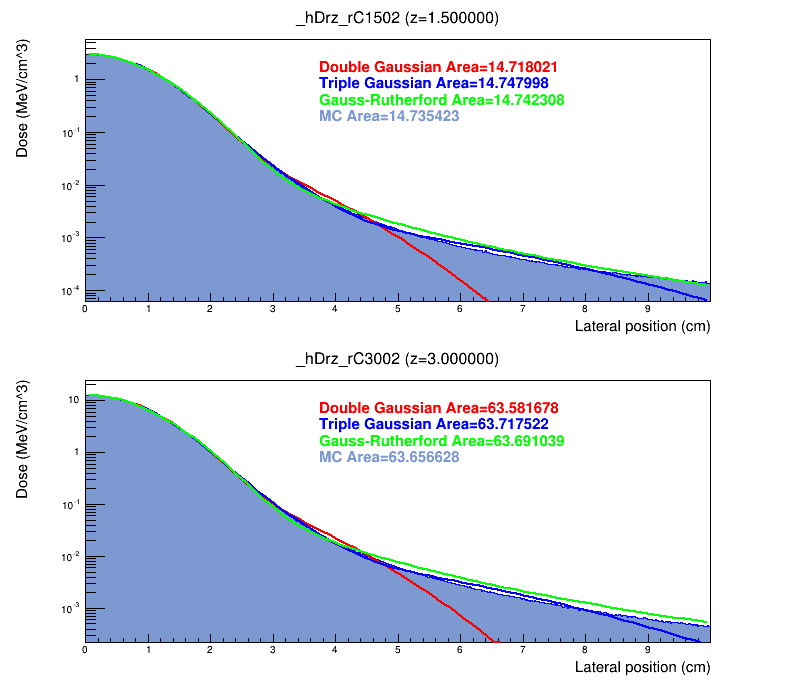 _hDrz_rC1502 (z=1.500000)
Dose (MeV/cm^3)
Double Gaussian Area=14.718021
Triple Gaussian Area=14.747998
Gauss-Rutherford Area=14.742308
MC Area=14.735423
1
10^-1
10^-2
10^-3
10^-4
0 1 2 3 4 5 6 7 8 9
Lateral position (cm)
_hDrz_rC3002 (z=3.000000)
Dose (MeV/cm^3)
Double Gaussian Area=63.581678
Triple Gaussian Area=63.717522
Gauss-Rutherford Area=63.691039
MC Area=63.656628
10
1
10^-1
10^-2
10^-3
0 1 2 3 4 5 6 7 8 9
Lateral position (cm)